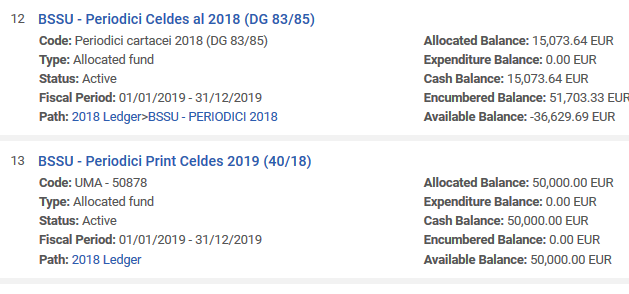 12 BSSU - Periodici Celdes al 2018 (DG 83/85)
Code: Periodici cartacei 2018 (DG 83/85) Allocated Balance: 15,073.64 EUR
Type: Allocated fund Expenditure Balance: 0.00 EUR
Status: Active Cash Balance: 15,073.64 EUR
Fiscal Period: 01/01/2019 - 31/12/2019 Encumbered Balance: 51,703.33 EUR
Path: 2018 Ledger>BSSU - PERIODICI 2018 Available Balance: -36,629.69 EUR
13 BSSU - Periodici Print Celdes 2019 (40/18)
Code: UMA - 50878 Allocated Balance: 50,000.00 EUR
Type: Allocated fund Expenditure Balance: 0.00 EUR
Status: Active Cash Balance: 50,000.00 EUR
Fiscal Period: 01/01/2019 - 31/12/2019 Encumbered Balance: 0.00 EUR
Path: 2018 Ledger Available Balance: 50,000.00 EUR